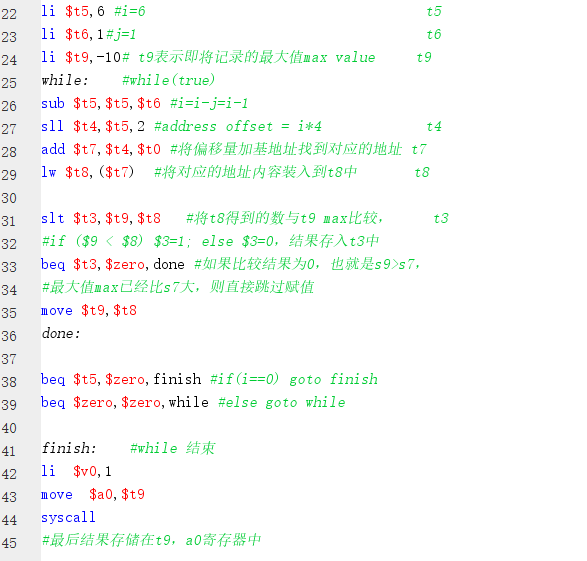 22 li $t5,6 #i=6 t5
23 li $t6,1#j=1 t6
24 li $t9,-10# t9表示即将记录的最大值max value t9
25 while: #while(true)
26 sub $t5,$t5,$t6 #i=i-j=i-1
27 sll $t4,$t5,2 #address offset = i*4 t4
28 add $t7,$t4,$t0 #将偏移量加基地址找到对应的地址 t7
29 lw $t8,($t7) #将对应的地址内容装入到t8中 t8
30
31 slt $t3,$t9,$t8 #将t8得到的数与t9 max比较, t3
32 #if ($9 < $8) $3=1; else $3=0，结果存入t3中
33 beq $t3,$zero,done #如果比较结果为0，也就是s9>s7，
34 #最大值max已经比s7大，则直接跳过赋值
35 move $t9,$t8
36 done:
37
38 beq $t5,$zero,finish #if(i==0) goto finish
39 beq $zero,$zero,while #else goto while
40
41 finish: #while 结束
42 li $v0,1
43 move $a0,$t9
44 syscall
45 #最后结果存储在t9，a0寄存器中